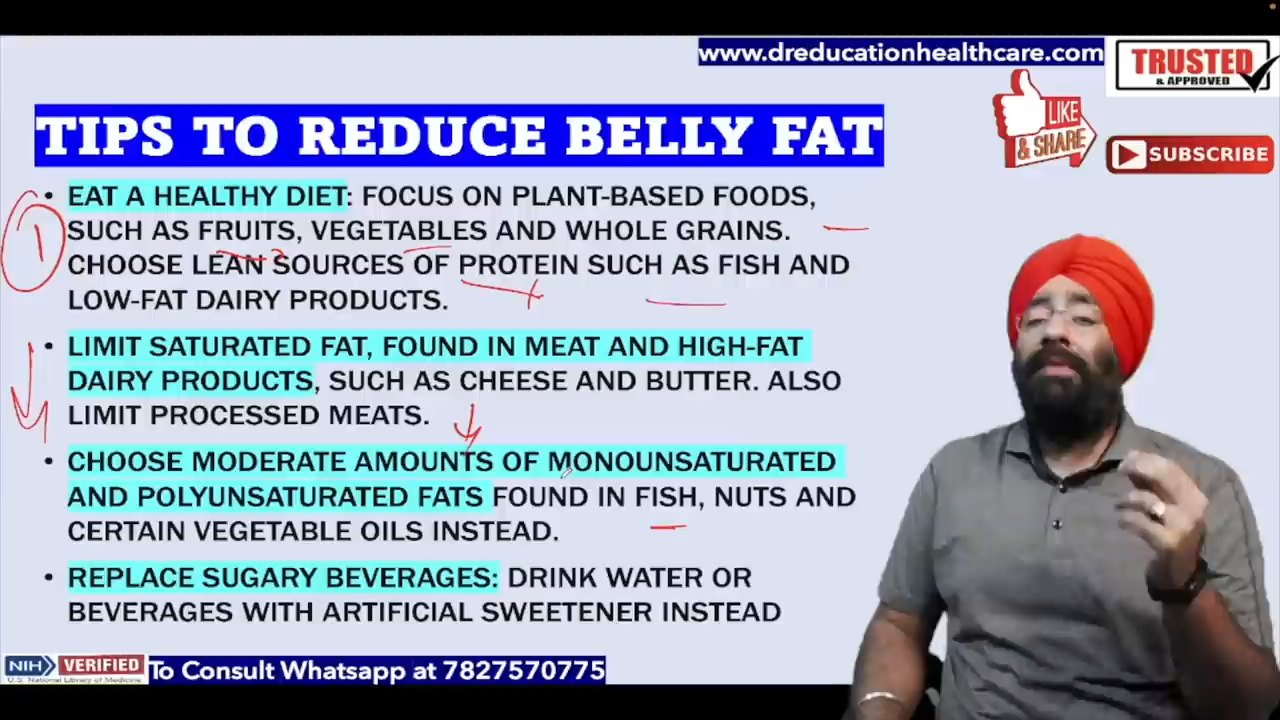 www.dreducationhealthcare.com
TRUSTED
& APPROVED
LIKE
& SHARE
SUBSCRIBE
TIPS TO REDUCE BELLY FAT
• EAT A HEALTHY DIET: FOCUS ON PLANT-BASED FOODS,
SUCH AS FRUITS, VEGETABLES AND WHOLE GRAINS.
CHOOSE LEAN SOURCES OF PROTEIN SUCH AS FISH AND
LOW-FAT DAIRY PRODUCTS.
1
• LIMIT SATURATED FAT, FOUND IN MEAT AND HIGH-FAT
DAIRY PRODUCTS, SUCH AS CHEESE AND BUTTER. ALSO
LIMIT PROCESSED MEATS.
• CHOOSE MODERATE AMOUNTS OF MONOUNSATURATED
AND POLYUNSATURATED FATS FOUND IN FISH, NUTS AND
CERTAIN VEGETABLE OILS INSTEAD.
• REPLACE SUGARY BEVERAGES: DRINK WATER OR
BEVERAGES WITH ARTIFICIAL SWEETENER INSTEAD
NIH VERIFIED
U.S. National Library of Medicine
To Consult Whatsapp at 7827570775